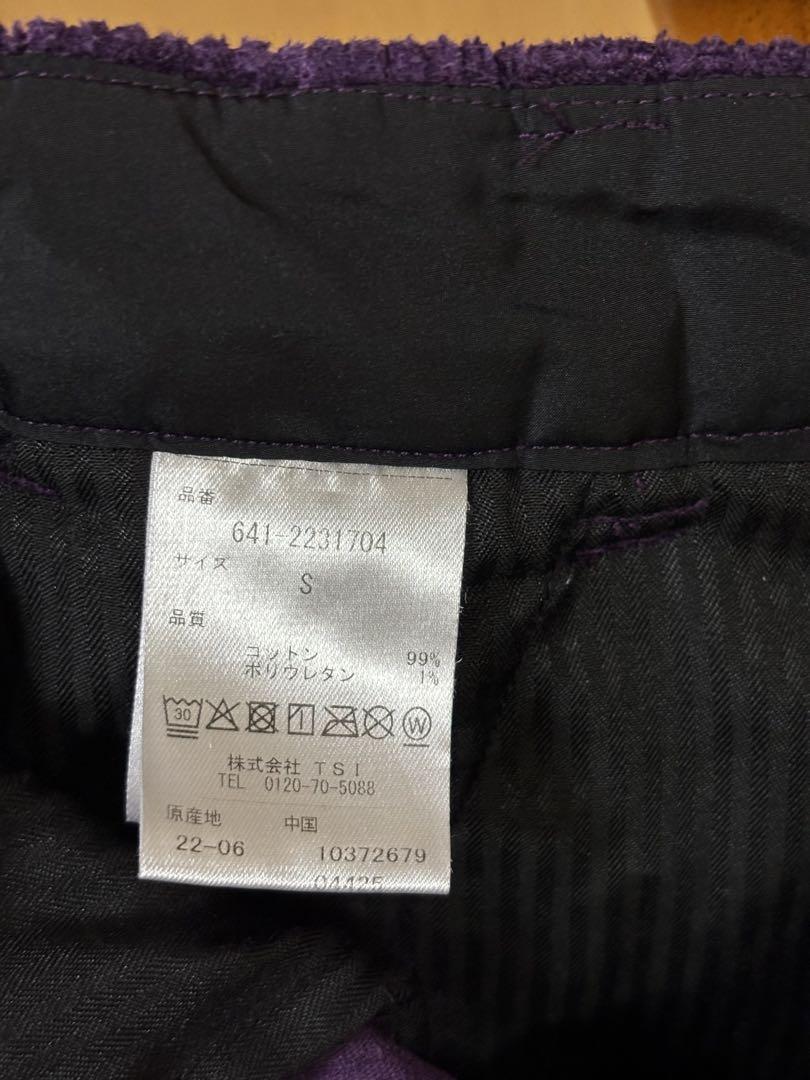 品番
641-2231704
サイズ
S
品質
コットン 99%
ポリウレタン 1%
30 W
株式会社 TSI
TEL 0120-70-5088
原産地 中国
22-06 10372679
04425